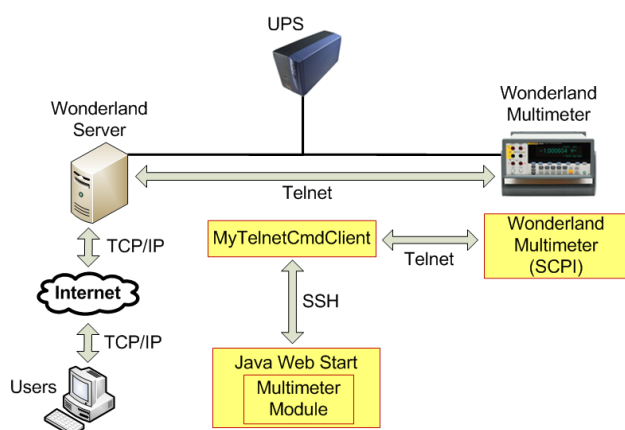 UPS
Wonderland
Server
Wonderland
Multimeter
Telnet
TCP/IP
MyTelnetCmdClient
Telnet
Wonderland
Multimeter
(SCPI)
Internet
SSH
TCP/IP
Users
Java Web Start
Multimeter
Module